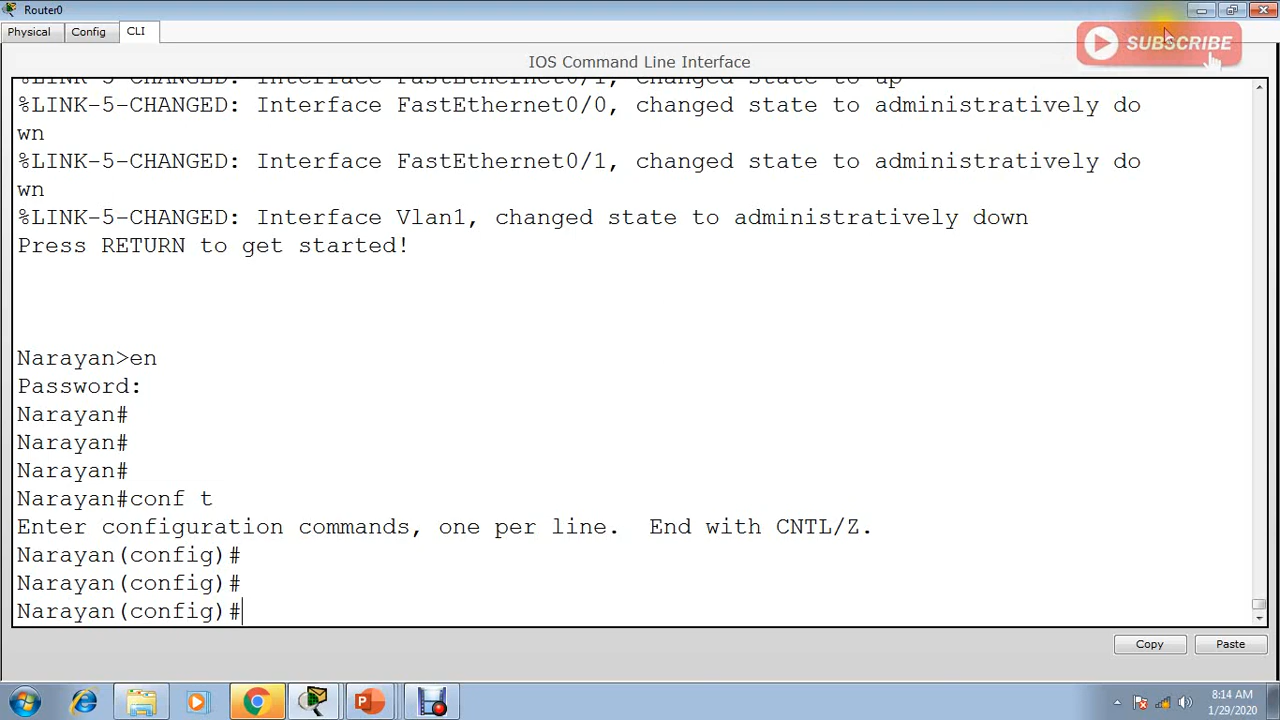 Router0
Physical Config CLI
SUBSCRIBE
IOS Command Line Interface
%LINK-5-CHANGED: Interface FastEthernet0/1, changed state to up
%LINK-5-CHANGED: Interface FastEthernet0/0, changed state to administratively do
wn
%LINK-5-CHANGED: Interface FastEthernet0/1, changed state to administratively do
wn
%LINK-5-CHANGED: Interface Vlan1, changed state to administratively down
Press RETURN to get started!
Narayan>en
Password:
Narayan#
Narayan#
Narayan#
Narayan#conf t
Enter configuration commands, one per line.  End with CNTL/Z.
Narayan(config)#
Narayan(config)#
Narayan(config)#
Copy Paste
8:14 AM
1/29/2020